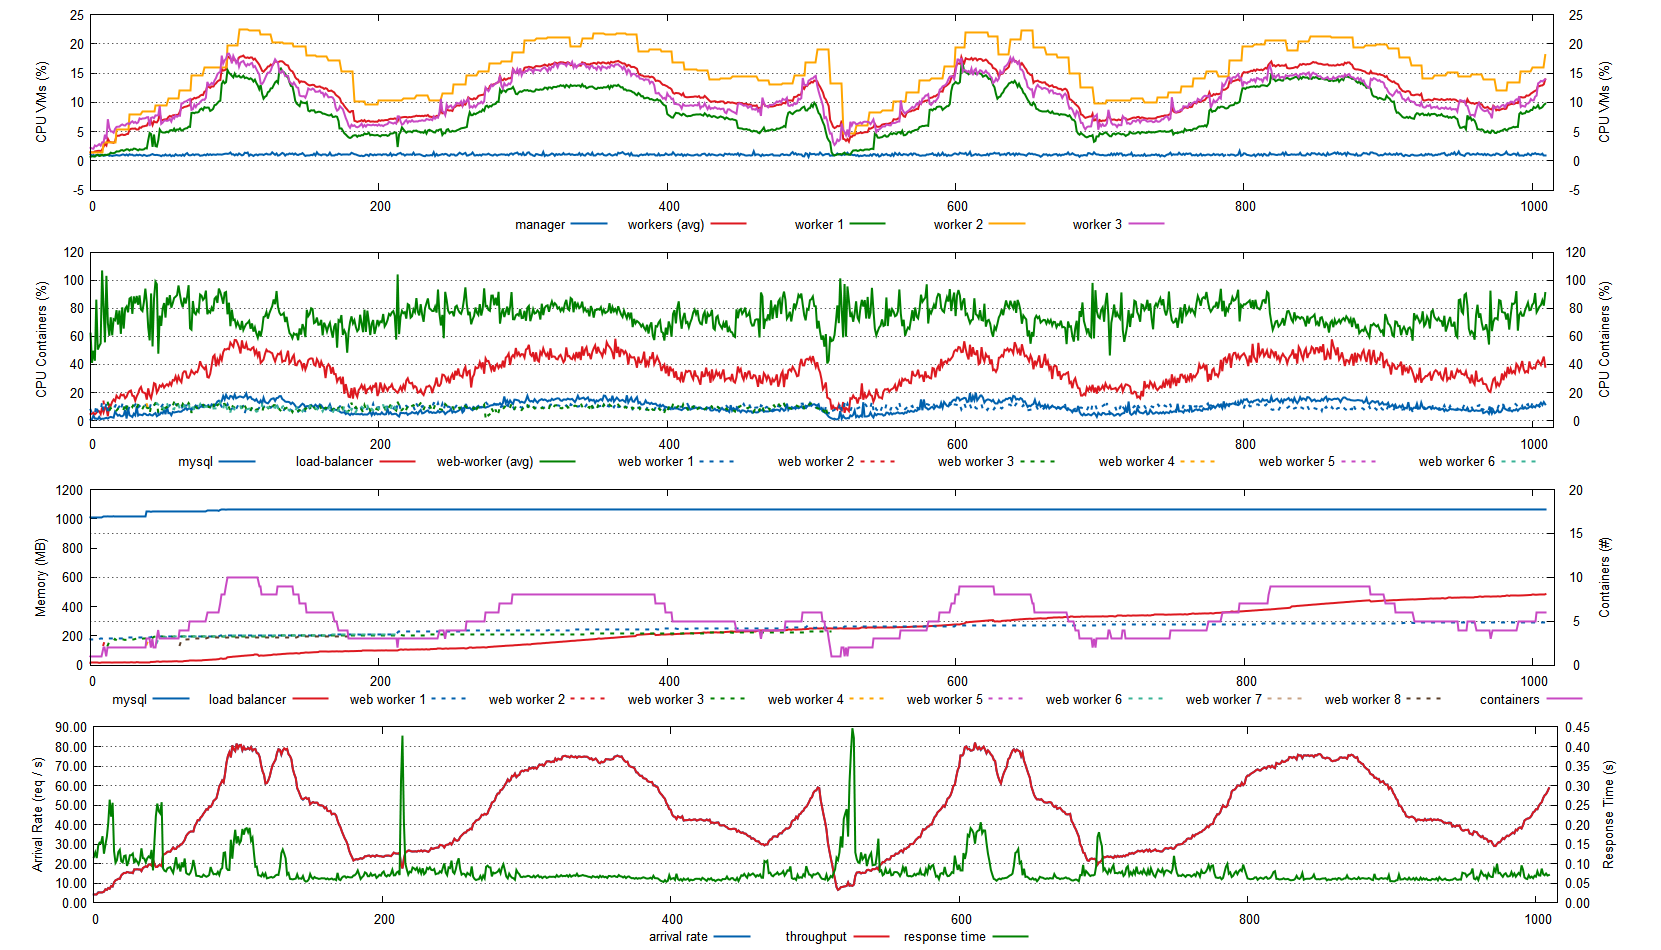 25 25
20 20
15 15
10 10
5 5
0 0
-5 -5
CPU VMs (%)
CPU VMs (%)
0 200 400 600 800 1000
manager workers (avg) worker 1 worker 2 worker 3
120 120
100 100
80 80
60 60
40 40
20 20
0 0
CPU Containers (%)
CPU Containers (%)
0 200 400 600 800 1000
mysql load-balancer web-worker (avg) web worker 1 web worker 2 web worker 3 web worker 4 web worker 5 web worker 6
1200 20
1000
15
800
600 10
400
5
200
0 0
Memory (MB)
Containers (#)
0 200 400 600 800 1000
mysql load balancer web worker 1 web worker 2 web worker 3 web worker 4 web worker 5 web worker 6 web worker 7 web worker 8 containers
90.00 0.45
80.00 0.40
70.00 0.35
60.00 0.30
50.00 0.25
40.00 0.20
30.00 0.15
20.00 0.10
10.00 0.05
0.00 0.00
Arrival Rate (req / s)
Response Time (s)
0 200 400 600 800 1000
arrival rate throughput response time